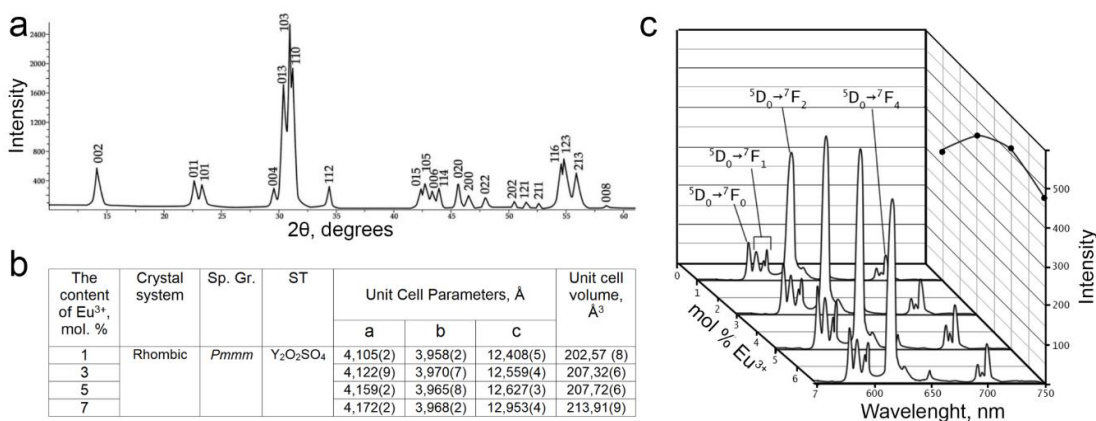 a
Intensity
2400
2000
1600
1200
800
400
002
011
101
004
013
103
110
112
015
105
006
114
020
200
022
202
121
211
116
123
213
008
15 20 25 30 35 40 45 50 55 60
2θ, degrees
b
The content of Eu³⁺, mol. %
Crystal system
Sp. Gr.
ST
Unit Cell Parameters, Å
Unit cell volume, Å³
a b c
1 Rhombic Pmmm Y₂O₂SO₄ 4,105(2) 3,958(2) 12,408(5) 202,57 (8)
3 4,122(9) 3,970(7) 12,559(4) 207,32(6)
5 4,159(2) 3,965(8) 12,627(3) 207,72(6)
7 4,172(2) 3,968(2) 12,953(4) 213,91(9)
c
⁵D₀→⁷F₂
⁵D₀→⁷F₄
⁵D₀→⁷F₁
⁵D₀→⁷F₀
0
1
2
3
4
5
6
7
mol % Eu³⁺
600 650 700 750
Wavelenght, nm
0
100
200
300
400
500
Intensity